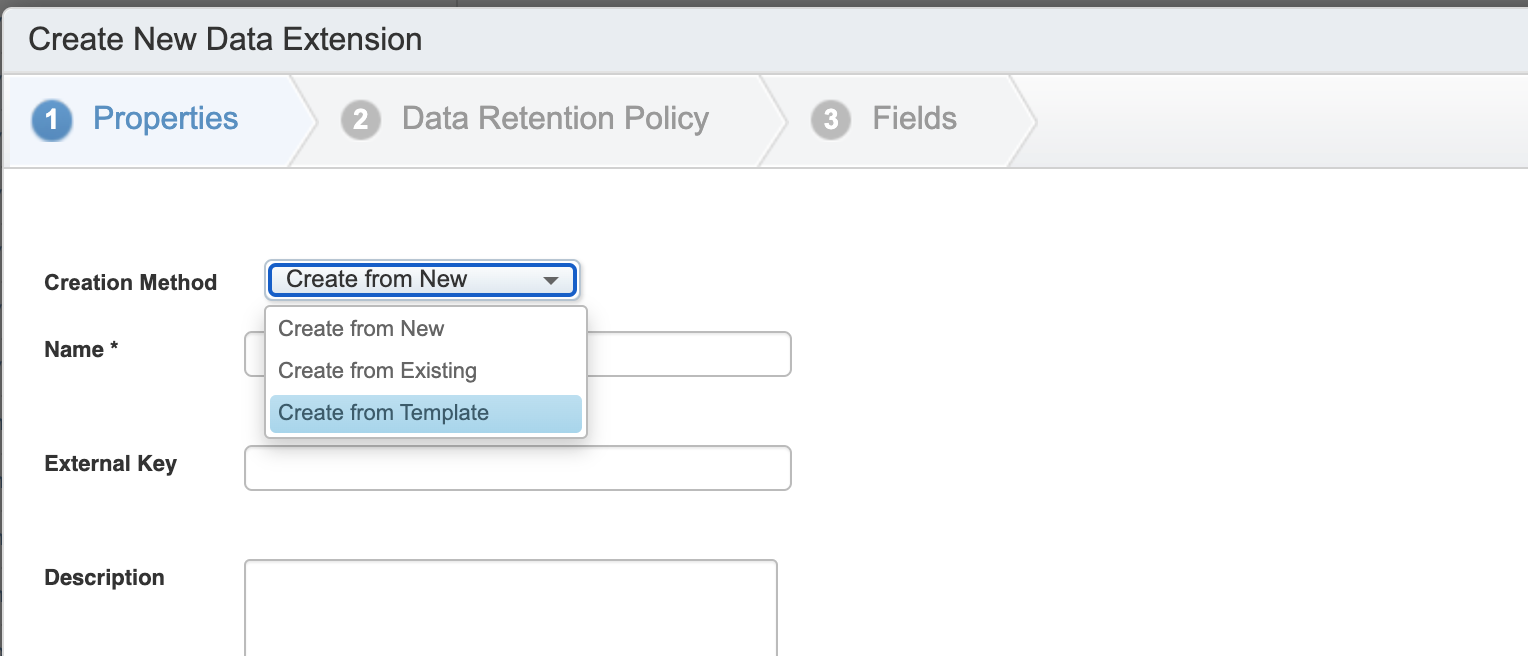 Create New Data Extension
1 Properties 2 Data Retention Policy 3 Fields
Creation Method Create from New
Create from New
Name *
Create from Existing
Create from Template
External Key
Description